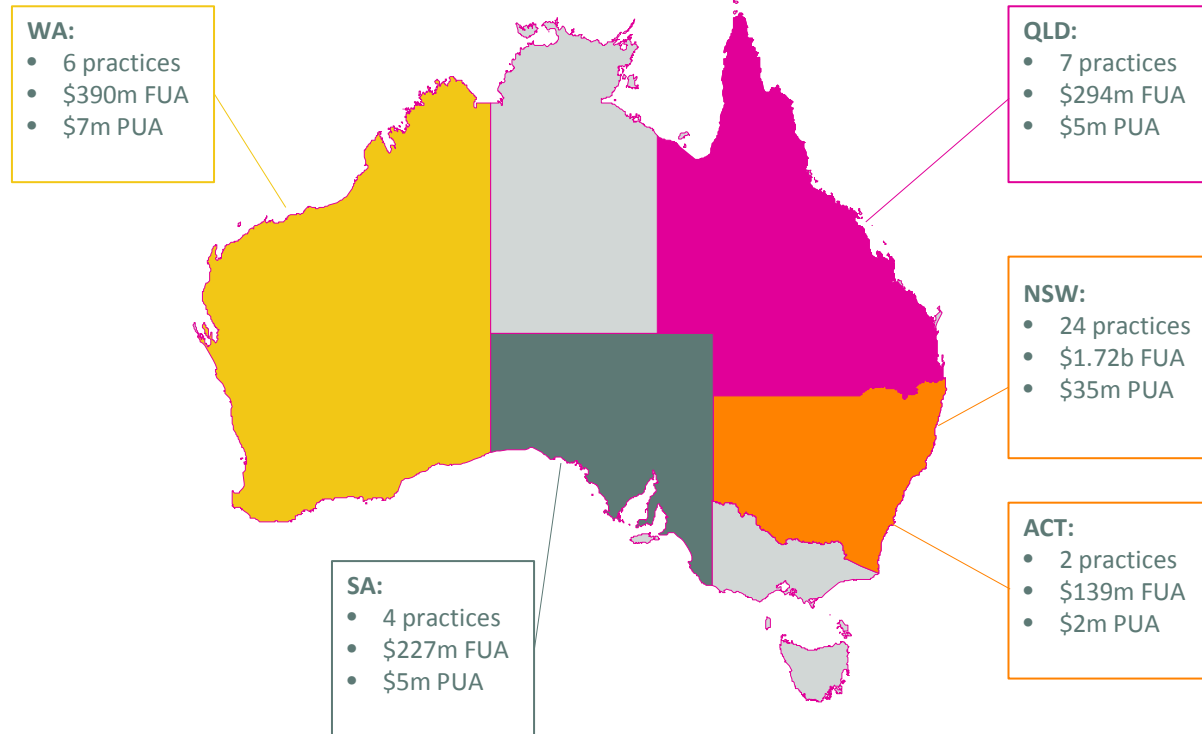 WA:
• 6 practices
• $390m FUA
• $7m PUA
QLD:
• 7 practices
• $294m FUA
• $5m PUA
NSW:
• 24 practices
• $1.72b FUA
• $35m PUA
SA:
• 4 practices
• $227m FUA
• $5m PUA
ACT:
• 2 practices
• $139m FUA
• $2m PUA